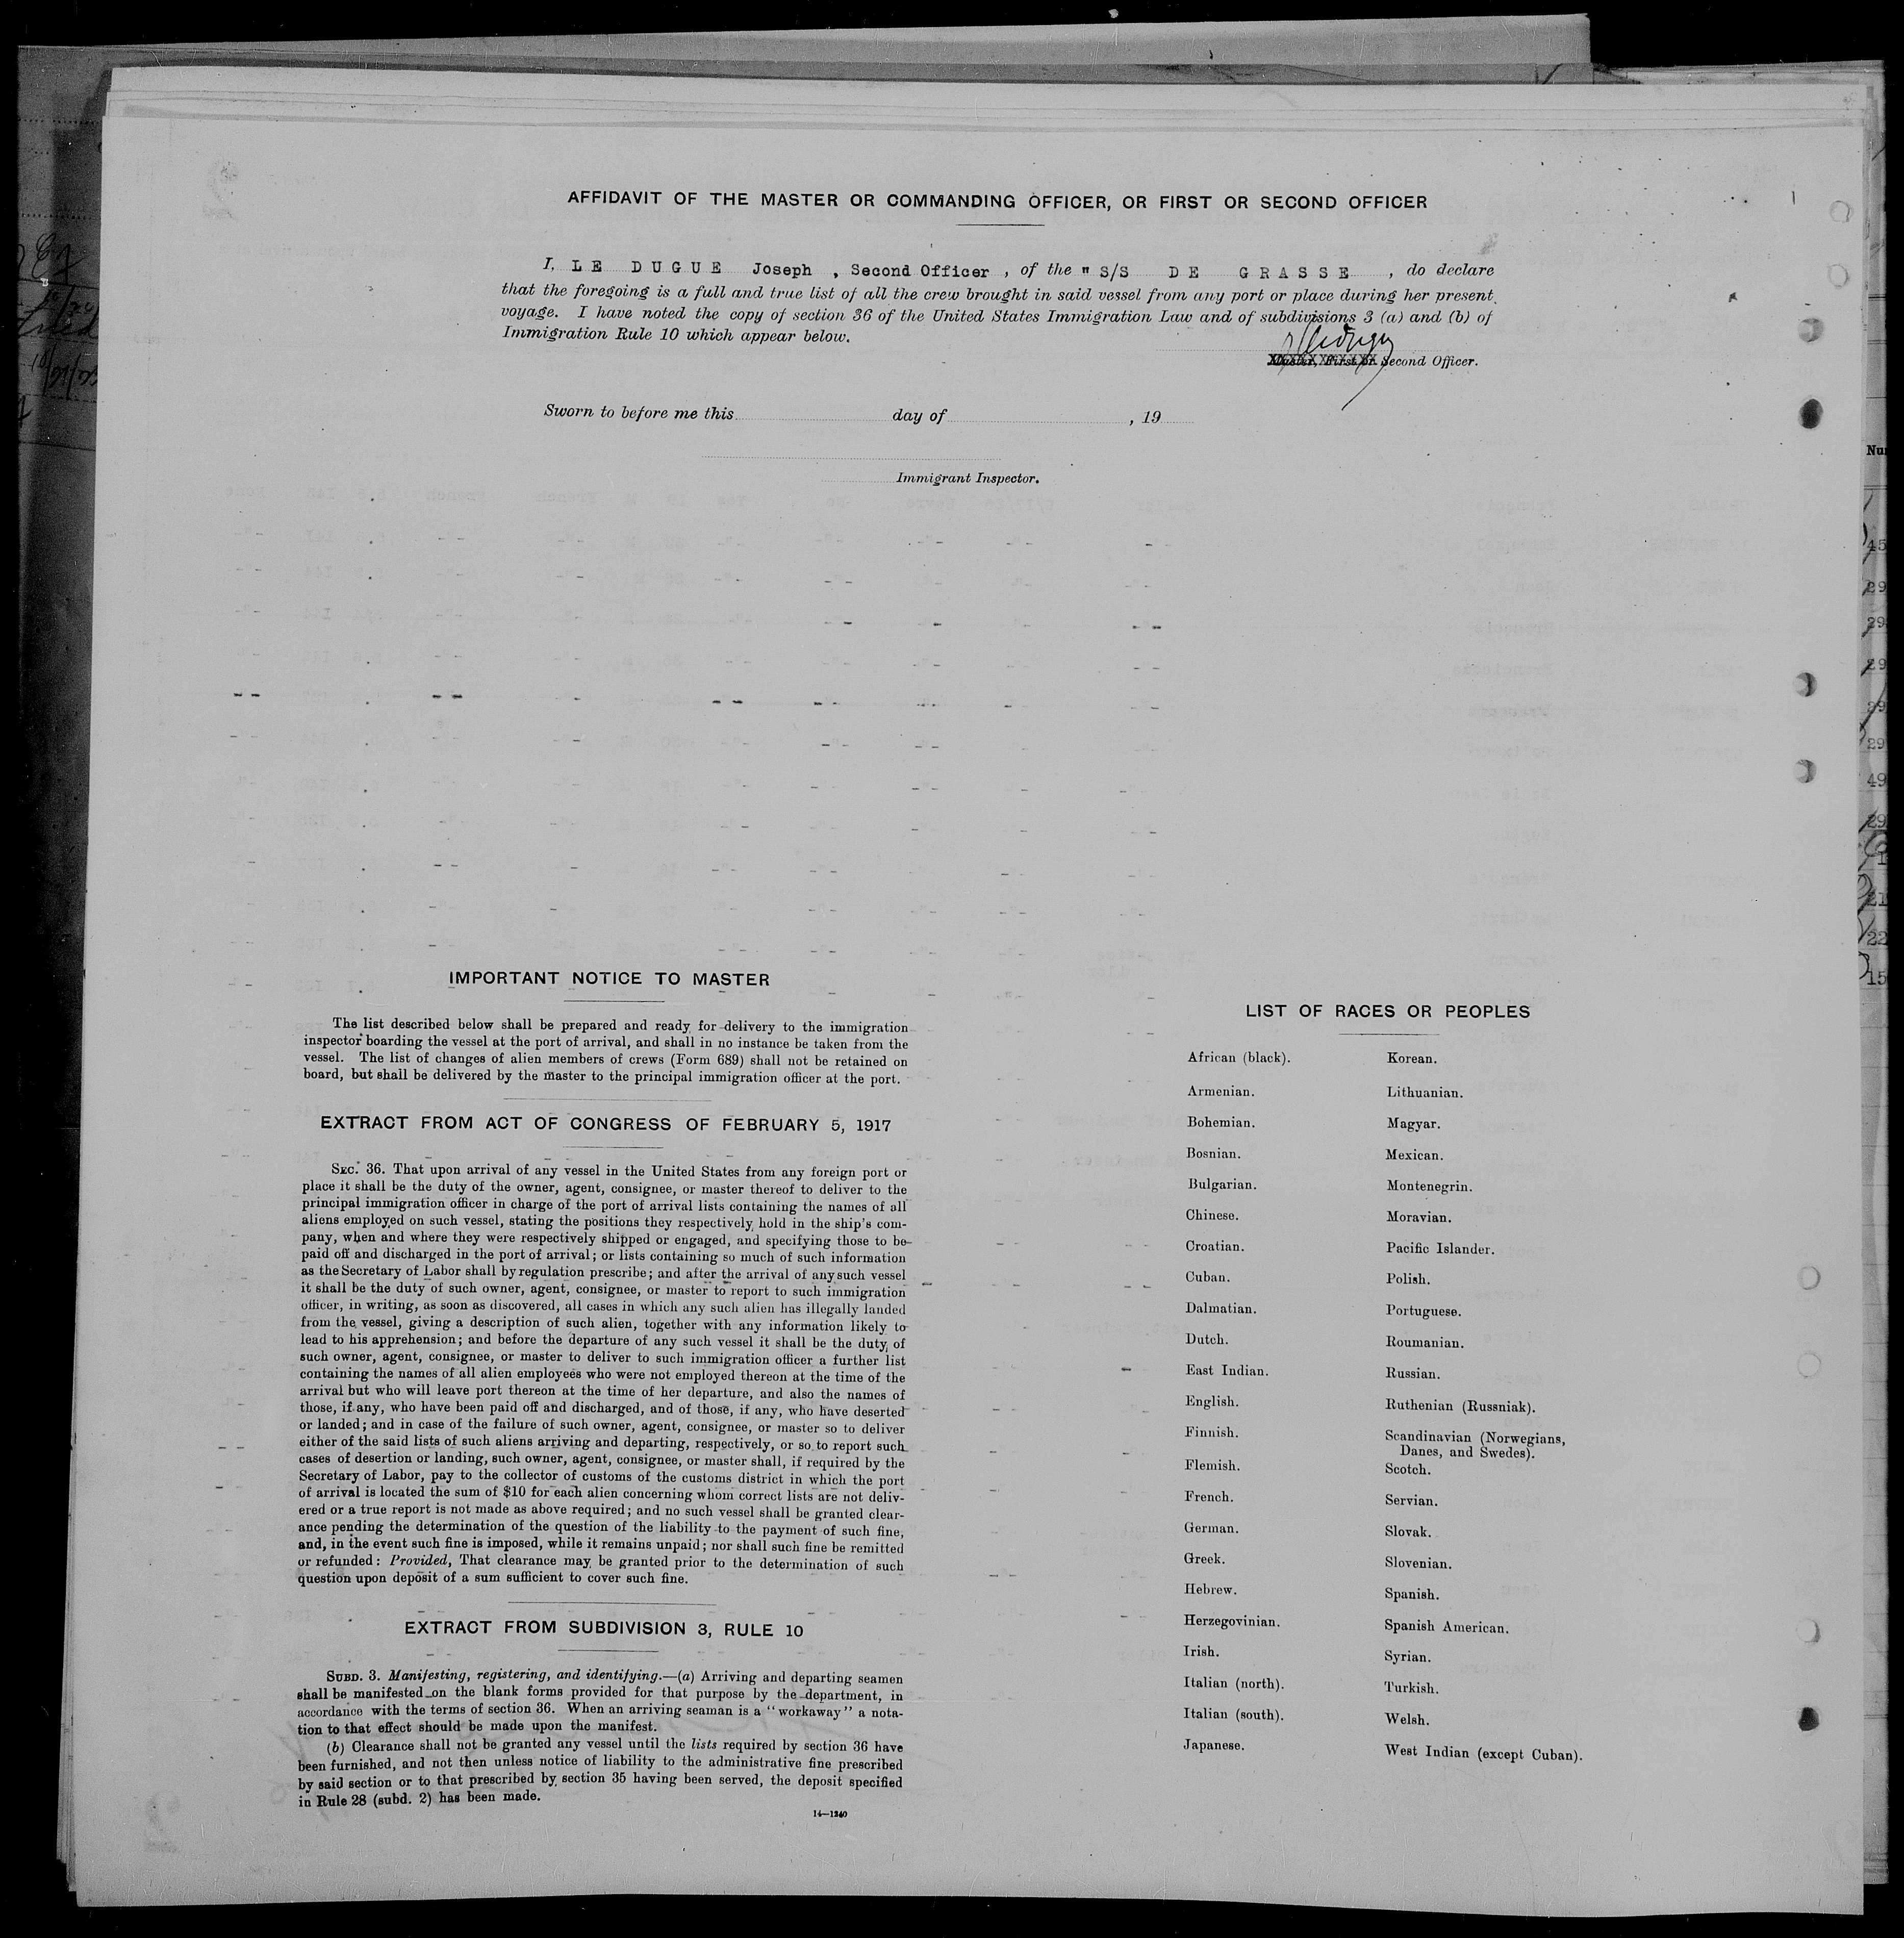 AFFIDAVIT OF THE MASTER OR COMMANDING OFFICER, OR FIRST OR SECOND OFFICER
I, LE DUGUE Joseph , Second Officer , of the " S/S DE GRASSE , do declare
that the foregoing is a full and true list of all the crew brought in said vessel from any port or place during her present
voyage. I have noted the copy of section 36 of the United States Immigration Law and of subdivisions 3 (a) and (b) of
Immigration Rule 10 which appear below.
Master, First or Second Officer.
Sworn to before me this day of , 19
Immigrant Inspector.
IMPORTANT NOTICE TO MASTER
The list described below shall be prepared and ready for delivery to the immigration
inspector boarding the vessel at the port of arrival, and shall in no instance be taken from the
vessel. The list of changes of alien members of crews (Form 689) shall not be retained on
board, but shall be delivered by the master to the principal immigration officer at the port.
EXTRACT FROM ACT OF CONGRESS OF FEBRUARY 5, 1917
SEC. 36. That upon arrival of any vessel in the United States from any foreign port or
place it shall be the duty of the owner, agent, consignee, or master thereof to deliver to the
principal immigration officer in charge of the port of arrival lists containing the names of all
aliens employed on such vessel, stating the positions they respectively hold in the ship's com-
pany, when and where they were respectively shipped or engaged, and specifying those to be
paid off and discharged in the port of arrival; or lists containing so much of such information
as the Secretary of Labor shall by regulation prescribe; and after the arrival of any such vessel
it shall be the duty of such owner, agent, consignee, or master to report to such immigration
officer, in writing, as soon as discovered, all cases in which any such alien has illegally landed
from the vessel, giving a description of such alien, together with any information likely to
lead to his apprehension; and before the departure of any such vessel it shall be the duty of
such owner, agent, consignee, or master to deliver to such immigration officer a further list
containing the names of all alien employees who were not employed thereon at the time of the
arrival but who will leave port thereon at the time of her departure, and also the names of
those, if any, who have been paid off and discharged, and of those, if any, who have deserted
or landed; and in case of the failure of such owner, agent, consignee, or master so to deliver
either of the said lists of such aliens arriving and departing, respectively, or so to report such
cases of desertion or landing, such owner, agent, consignee, or master shall, if required by the
Secretary of Labor, pay to the collector of customs of the customs district in which the port
of arrival is located the sum of $10 for each alien concerning whom correct lists are not deliv-
ered or a true report is not made as above required; and no such vessel shall be granted clear-
ance pending the determination of the question of the liability to the payment of such fine,
and, in the event such fine is imposed, while it remains unpaid; nor shall such fine be remitted
or refunded: Provided, That clearance may be granted prior to the determination of such
question upon deposit of a sum sufficient to cover such fine.
EXTRACT FROM SUBDIVISION 3, RULE 10
SUBD. 3. Manifesting, registering, and identifying.—(a) Arriving and departing seamen
shall be manifested on the blank forms provided for that purpose by the department, in
accordance with the terms of section 36. When an arriving seaman is a "workaway" a nota-
tion to that effect should be made upon the manifest.
(b) Clearance shall not be granted any vessel until the lists required by section 36 have
been furnished, and not then unless notice of liability to the administrative fine prescribed
by said section or to that prescribed by section 35 having been served, the deposit specified
in Rule 28 (subd. 2) has been made.
14—1240
LIST OF RACES OR PEOPLES
African (black).
Armenian.
Bohemian.
Bosnian.
Bulgarian.
Chinese.
Croatian.
Cuban.
Dalmatian.
Dutch.
East Indian.
English.
Finnish.
Flemish.
French.
German.
Greek.
Hebrew.
Herzegovinian.
Irish.
Italian (north).
Italian (south).
Japanese.
Korean.
Lithuanian.
Magyar.
Mexican.
Montenegrin.
Moravian.
Pacific Islander.
Polish.
Portuguese.
Roumanian.
Russian.
Ruthenian (Russniak).
Scandinavian (Norwegians,
Danes, and Swedes).
Scotch.
Servian.
Slovak.
Slovenian.
Spanish.
Spanish American.
Syrian.
Turkish.
Welsh.
West Indian (except Cuban).